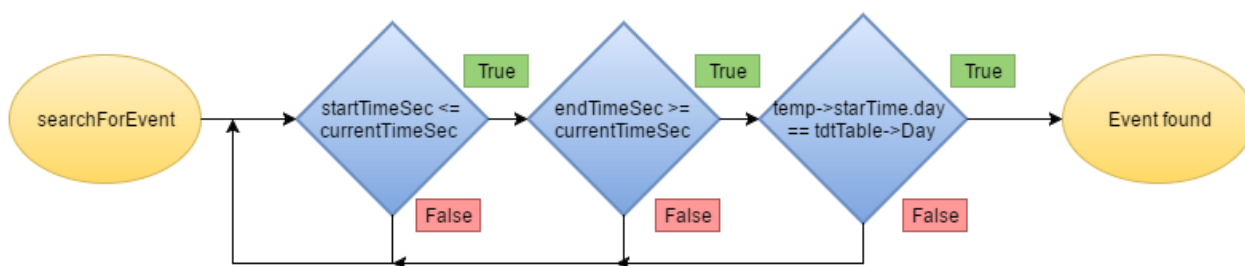 searchForEvent
startTimeSec <=
currentTimeSec
True
False
endTimeSec >=
currentTimeSec
True
False
temp->starTime.day
== tdtTable->Day
True
False
Event found